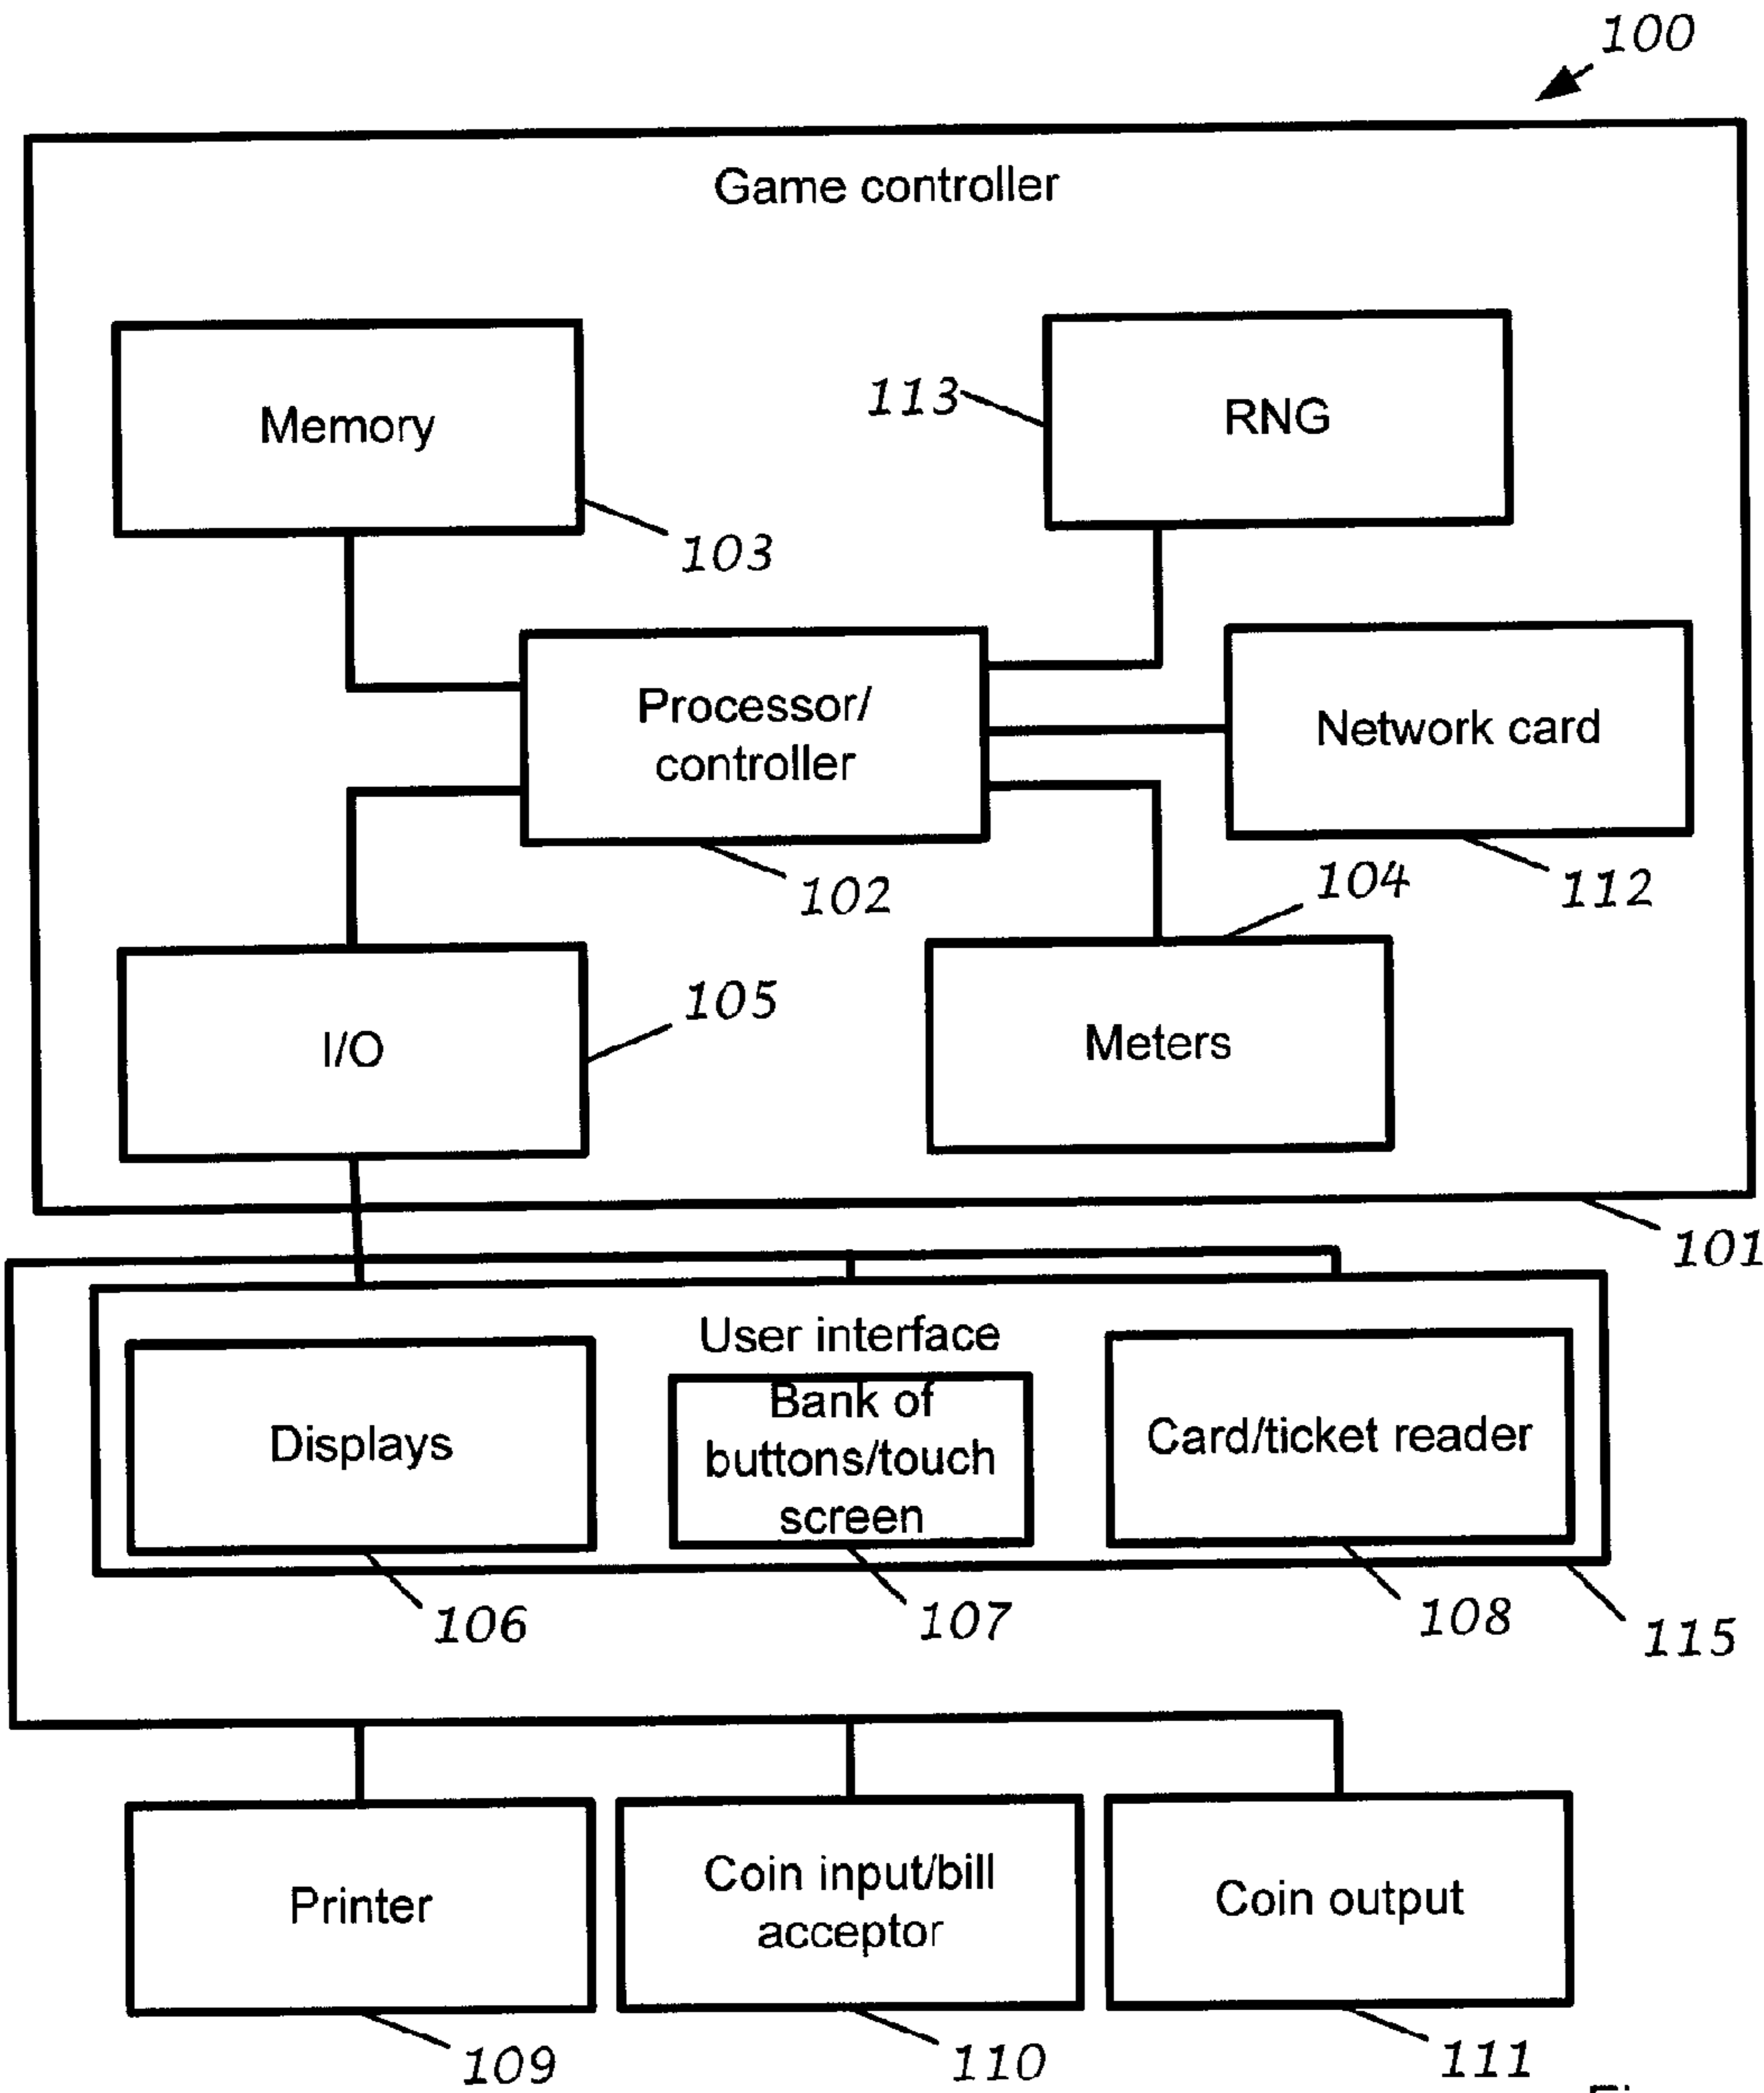 100
Game controller
Memory
113
RNG
103
Processor/
controller
Network card
102
104
112
I/O
105
Meters
101
User interface
Displays
Bank of
buttons/touch
screen
Card/ticket reader
106
107
108
115
Printer
Coin input/bill
acceptor
Coin output
109
110
111